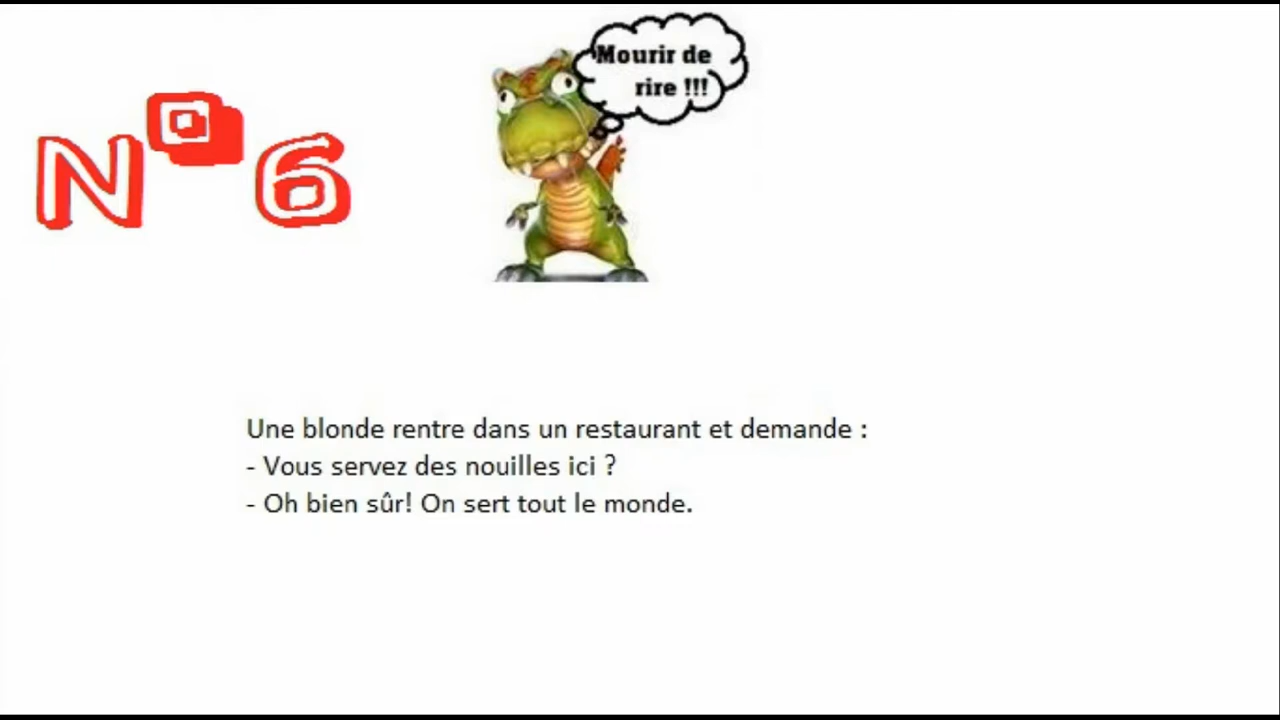 N° 6
Mourir de
rire !!!
Une blonde rentre dans un restaurant et demande :
- Vous servez des nouilles ici ?
- Oh bien sûr! On sert tout le monde.